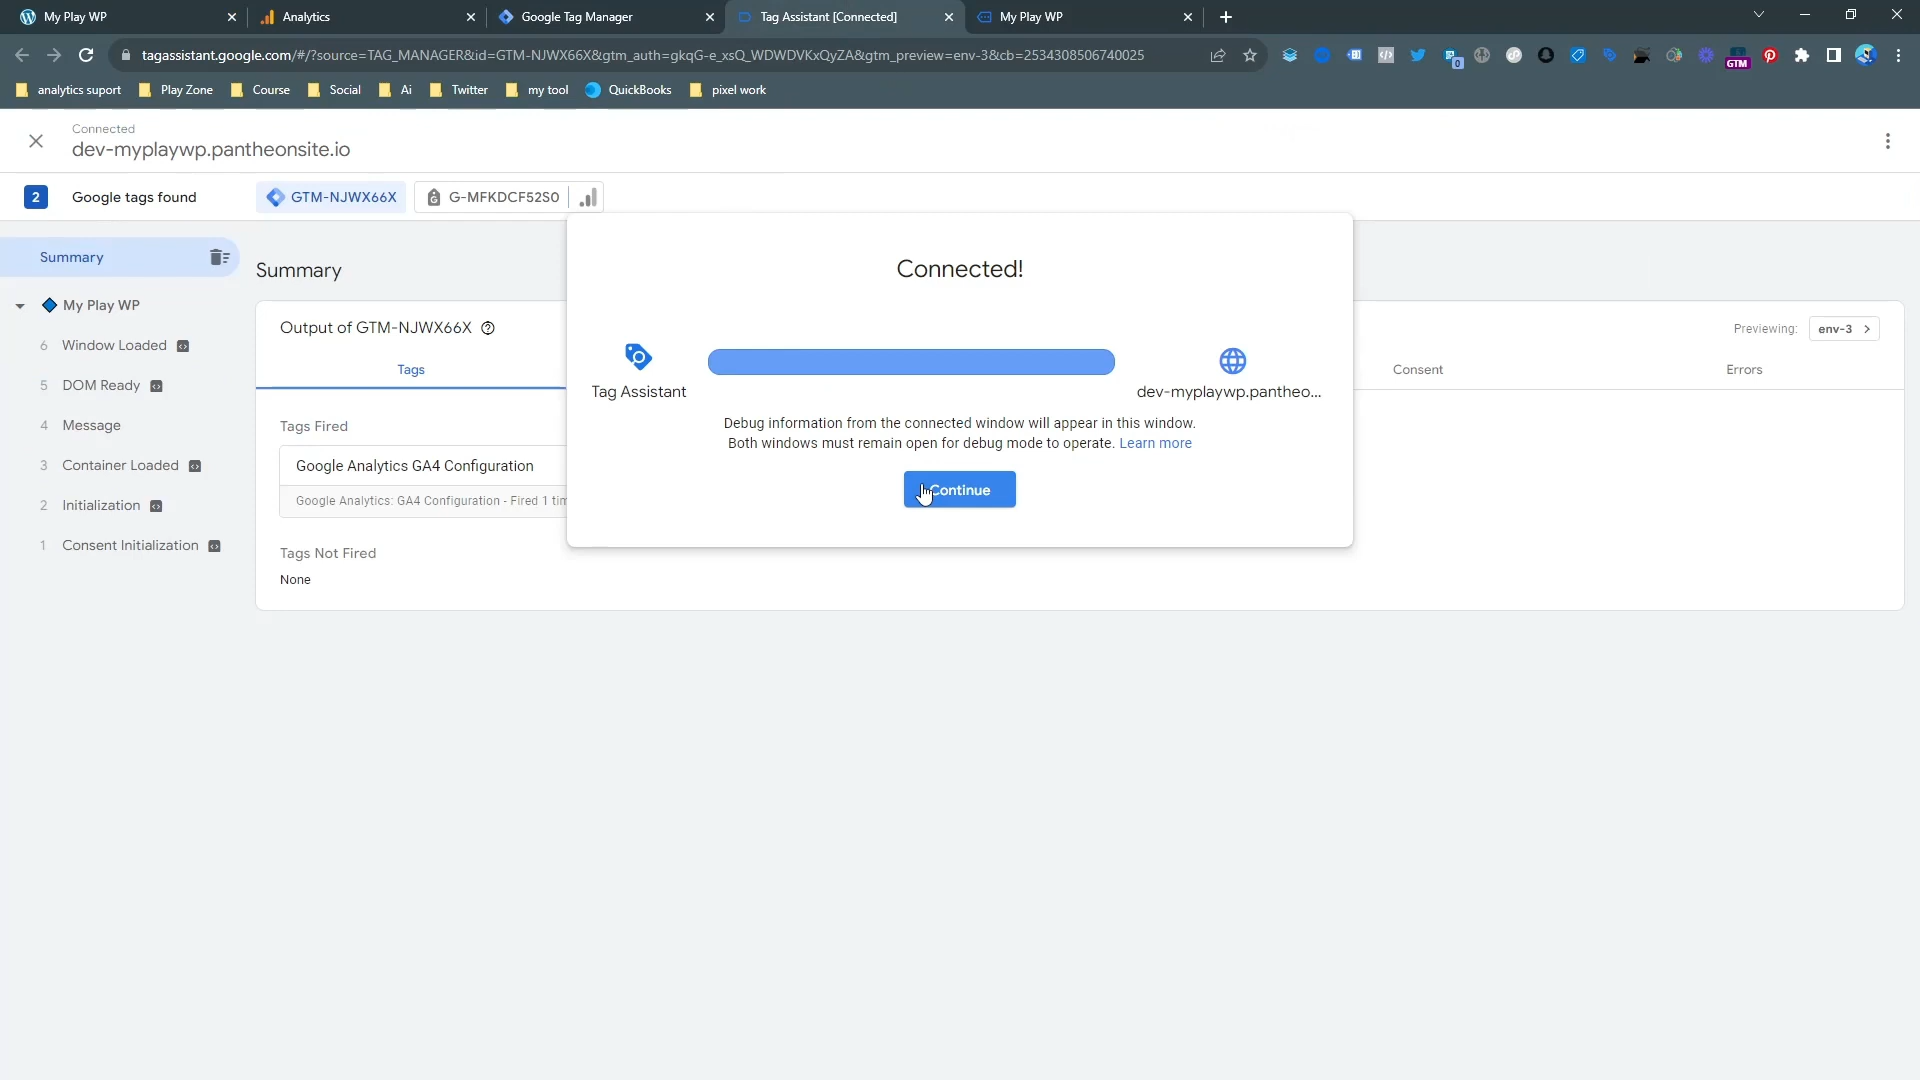 My Play WP
Analytics
Google Tag Manager
Tag Assistant [Connected]
My Play WP
tagassistant.google.com/#/?source=TAG_MANAGER&id=GTM-NJWX66X&gtm_auth=gkqG-e_xsQ_WDWDVKxQyZA&gtm_preview=env-3&cb=2534308506740025
0
GTM
analytics suport
Play Zone
Course
Social
Ai
Twitter
my tool
QuickBooks
pixel work
Connected
dev-myplaywp.pantheonsite.io
2
Google tags found
GTM-NJWX66X
G-MFKDCF52S0
Summary
My Play WP
6 Window Loaded
5 DOM Ready
4 Message
3 Container Loaded
2 Initialization
1 Consent Initialization
Summary
Output of GTM-NJWX66X
Previewing: env-3
Tags
Consent
Errors
Tags Fired
Google Analytics GA4 Configuration
Google Analytics: GA4 Configuration - Fired 1
Tags Not Fired
None
Connected!
Tag Assistant
dev-myplaywp.pantheo...
Debug information from the connected window will appear in this window.
Both windows must remain open for debug mode to operate. Learn more
Continue